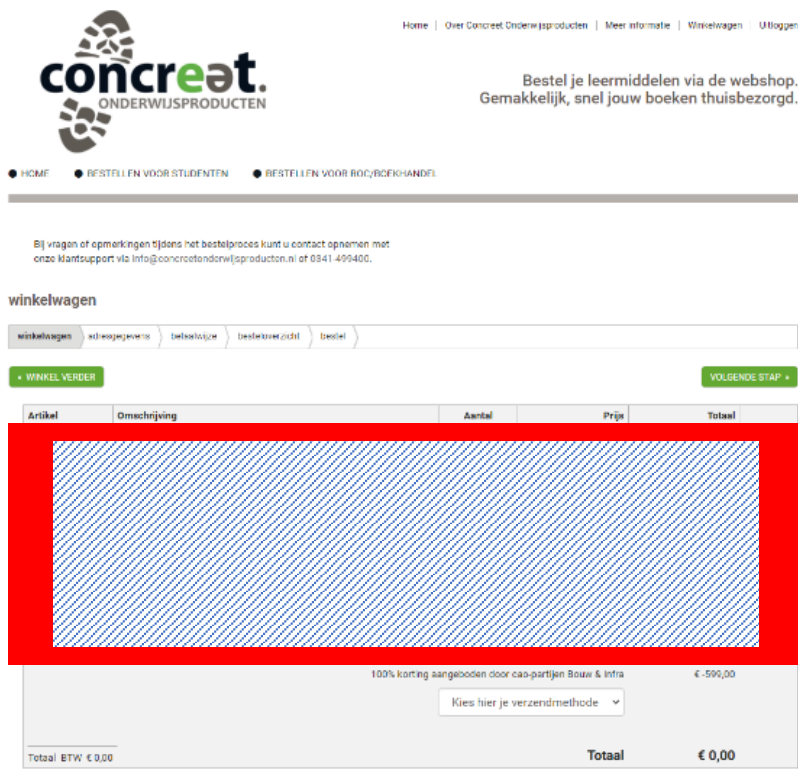 Home | Over Concreet Onderwijsproducten | Meer informatie | Winkelwagen | Uitloggen
concreet.
ONDERWIJSPRODUCTEN
Bestel je leermiddelen via de webshop.
Gemakkelijk, snel jouw boeken thuisbezorgd.
HOME BESTELLEN VOOR STUDENTEN BESTELLEN VOOR ROC/BOEKHANDEL
Bij vragen of opmerkingen tijdens het bestelproces kunt u contact opnemen met
onze klantsupport via info@concreetonderwijsproducten.nl of 0341-499400.
winkelwagen
winkelwagen adresgegevens betaalwijze besteloverzicht bestel
« WINKEL VERDER VOLGENDE STAP »
Artikel Omschrijving Aantal Prijs Totaal
100% korting aangeboden door cao-partijen Bouw & Infra € -599,00
Kies hier je verzendmethode
Totaal BTW € 0,00 Totaal € 0,00